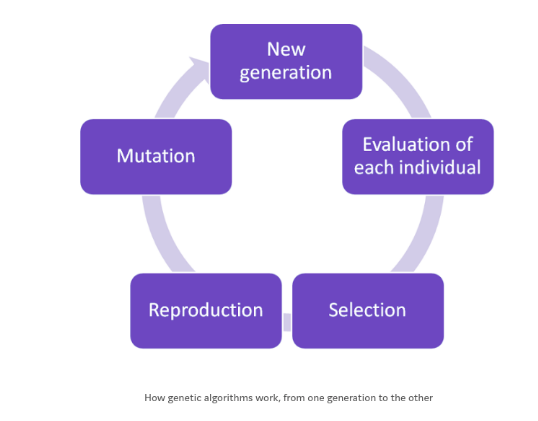 New
generation
Evaluation of
each individual
Selection
Reproduction
Mutation
How genetic algorithms work, from one generation to the other